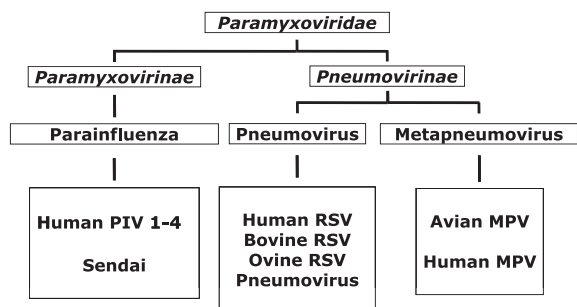 Paramyxoviridae
Paramyxovirinae
Pneumovirinae
Parainfluenza
Pneumovirus
Metapneumovirus
Human PIV 1-4
Sendai
Human RSV
Bovine RSV
Ovine RSV
Pneumovirus
Avian MPV
Human MPV